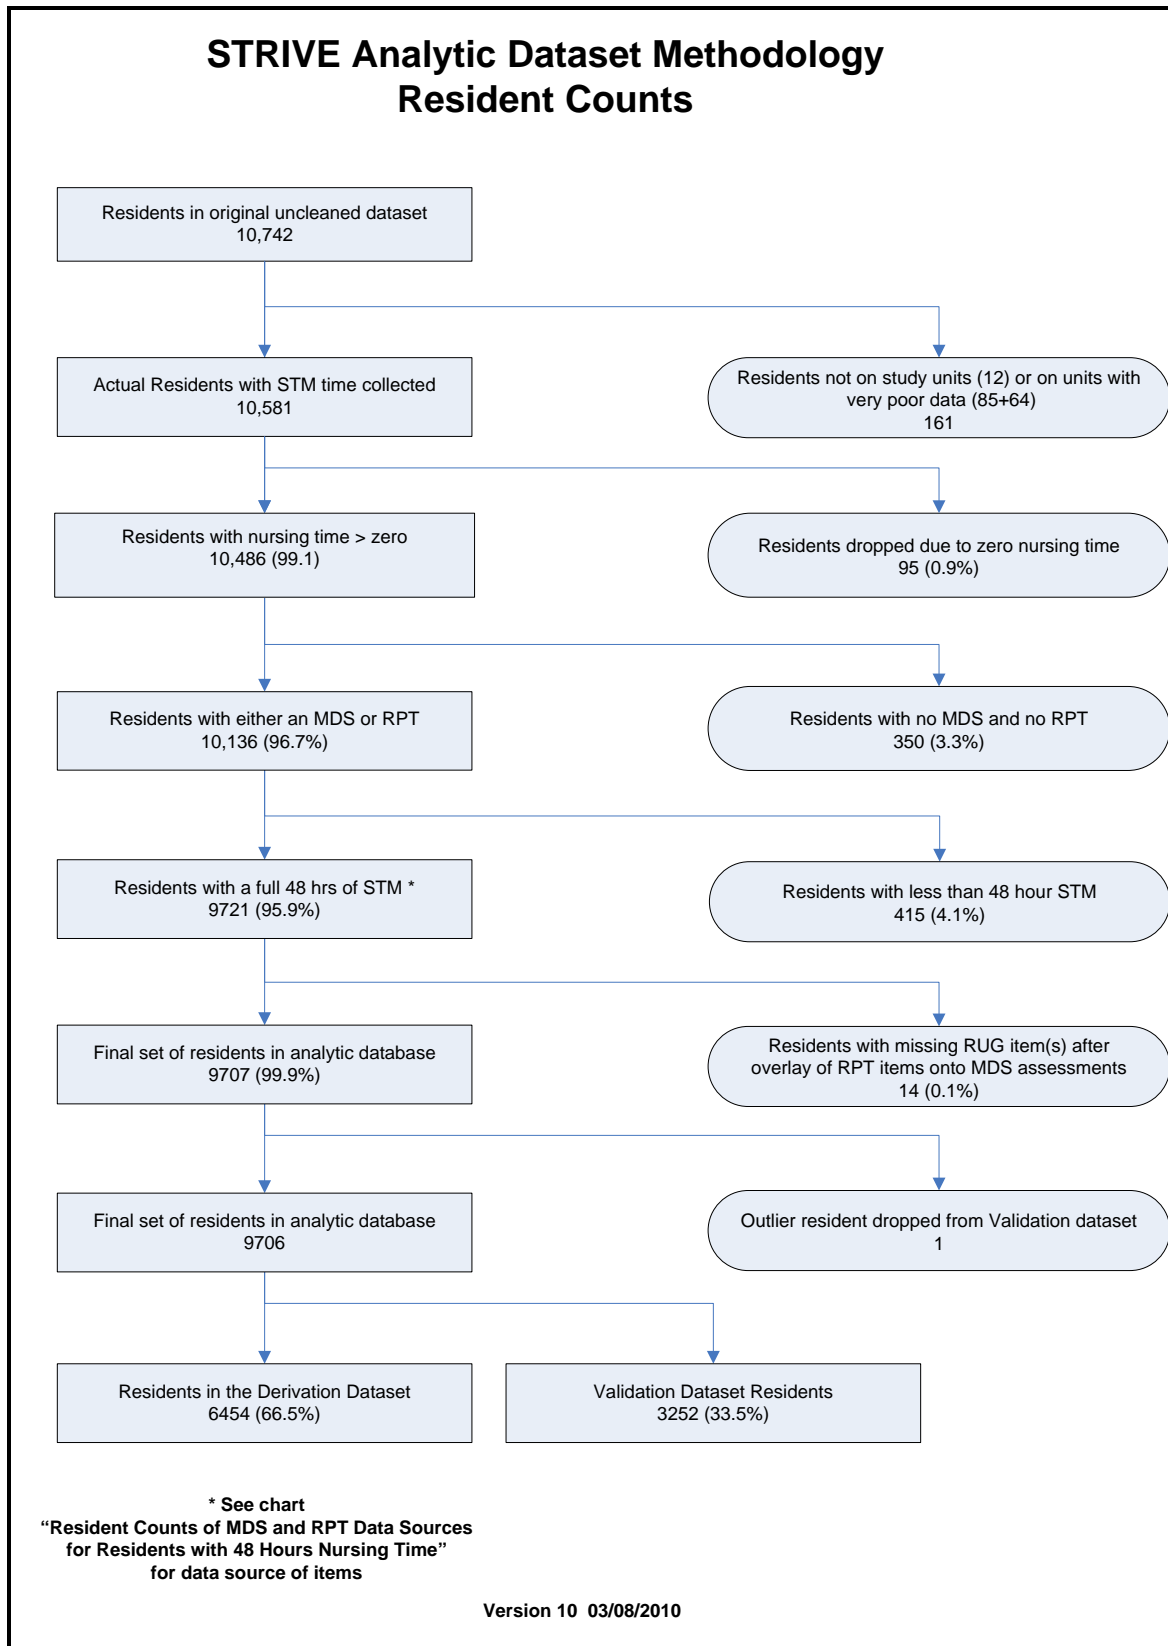 STRIVE Analytic Dataset Methodology
Resident Counts
Residents in original uncleaned dataset
10,742
Actual Residents with STM time collected
10,581
Residents not on study units (12) or on units with
very poor data (85+64)
161
Residents with nursing time > zero
10,486 (99.1)
Residents dropped due to zero nursing time
95 (0.9%)
Residents with either an MDS or RPT
10,136 (96.7%)
Residents with no MDS and no RPT
350 (3.3%)
Residents with a full 48 hrs of STM *
9721 (95.9%)
Residents with less than 48 hour STM
415 (4.1%)
Final set of residents in analytic database
9707 (99.9%)
Residents with missing RUG item(s) after
overlay of RPT items onto MDS assessments
14 (0.1%)
Final set of residents in analytic database
9706
Outlier resident dropped from Validation dataset
1
Residents in the Derivation Dataset
6454 (66.5%)
Validation Dataset Residents
3252 (33.5%)
* See chart
“Resident Counts of MDS and RPT Data Sources
for Residents with 48 Hours Nursing Time”
for data source of items
Version 10 03/08/2010